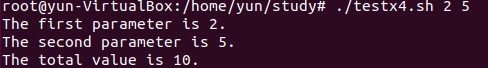 root@yun-VirtualBox:/home/yun/study# ./testx4.sh 2 5
The first parameter is 2.
The second parameter is 5.
The total value is 10.